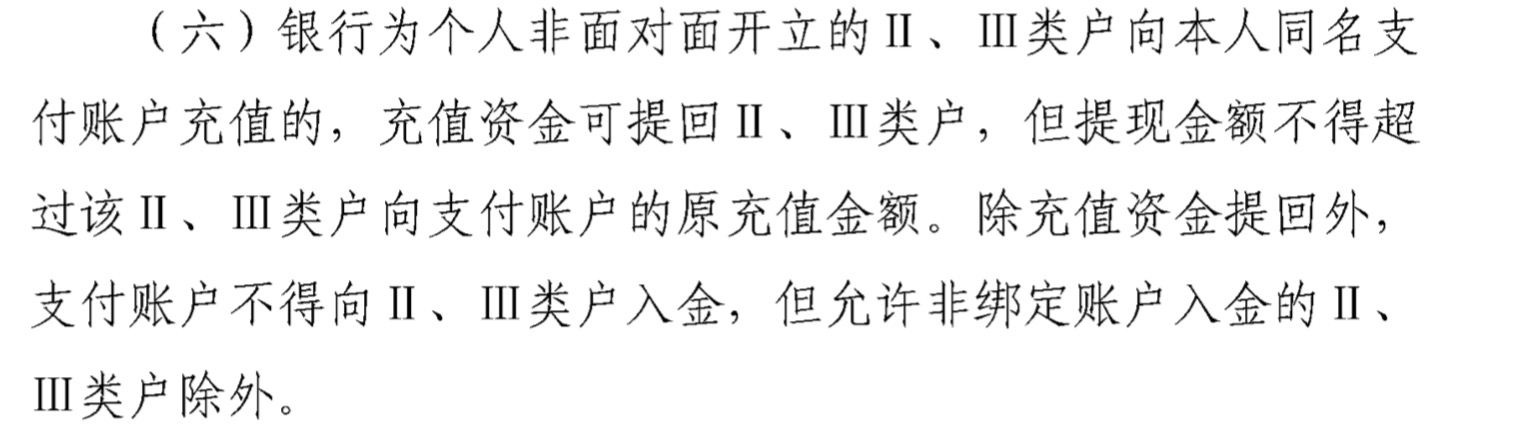 （六）银行为个人非面对面开立的Ⅱ、Ⅲ类户向本人同名支
付账户充值的，充值资金可提回Ⅱ、Ⅲ类户，但提现金额不得超
过该Ⅱ、Ⅲ类户向支付账户的原充值金额。除充值资金提回外，
支付账户不得向Ⅱ、Ⅲ类户入金，但允许非绑定账户入金的Ⅱ、
Ⅲ类户除外。